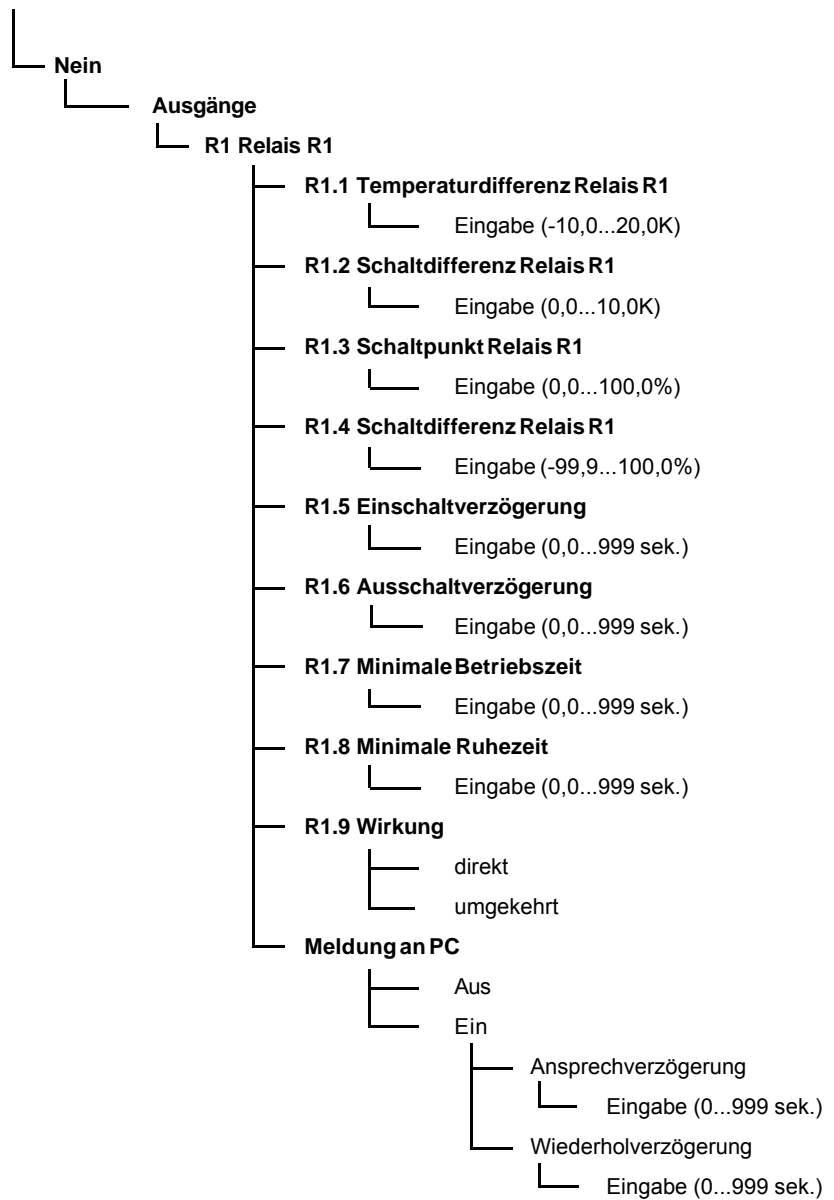 Nein
Ausgänge
R1 Relais R1
R1.1 Temperaturdifferenz Relais R1
Eingabe (-10,0...20,0K)
R1.2 Schaltdifferenz Relais R1
Eingabe (0,0...10,0K)
R1.3 Schaltpunkt Relais R1
Eingabe (0,0...100,0%)
R1.4 Schaltdifferenz Relais R1
Eingabe (-99,9...100,0%)
R1.5 Einschaltverzögerung
Eingabe (0,0...999 sek.)
R1.6 Ausschaltverzögerung
Eingabe (0,0...999 sek.)
R1.7 Minimale Betriebszeit
Eingabe (0,0...999 sek.)
R1.8 Minimale Ruhezeit
Eingabe (0,0...999 sek.)
R1.9 Wirkung
direkt
umgekehrt
Meldung an PC
Aus
Ein
Ansprechverzögerung
Eingabe (0...999 sek.)
Wiederholverzögerung
Eingabe (0...999 sek.)